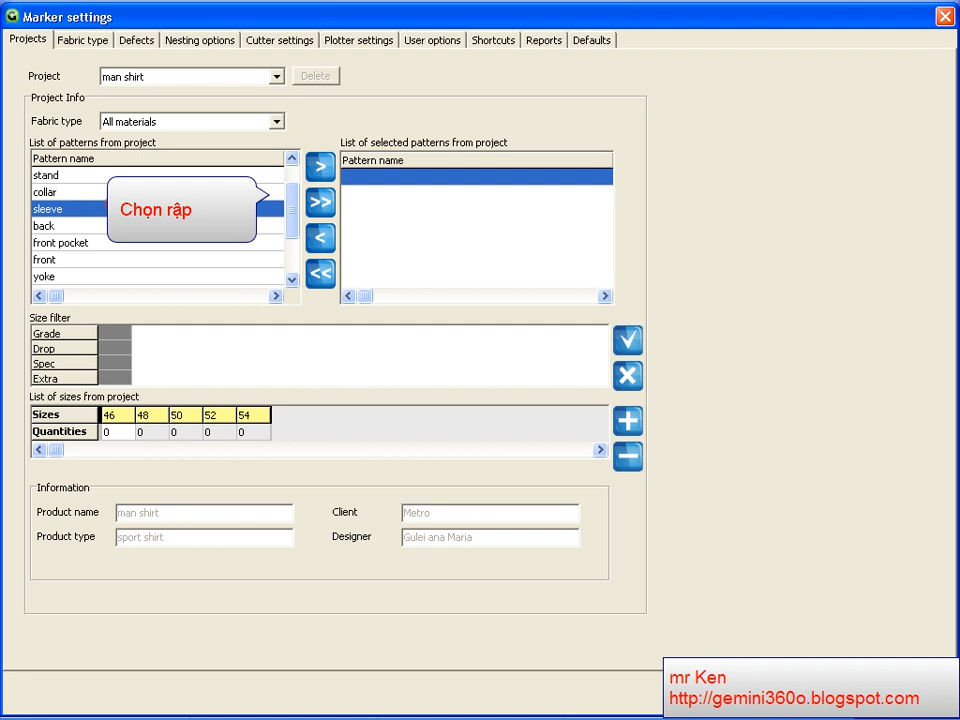 Marker settings
Projects Fabric type Defects Nesting options Cutter settings Plotter settings User options Shortcuts Reports Defaults
Project man shirt Delete
Project Info
Fabric type All materials
List of patterns from project List of selected patterns from project
Pattern name Pattern name
stand
collar
sleeve
Chọn rập
back
front pocket
front
yoke
> >> < <<
Size filter
Grade
Drop
Spec
Extra
List of sizes from project
Sizes 46 48 50 52 54
Quantities 0 0 0 0 0
Information
Product name man shirt Client Metro
Product type sport shirt Designer Gulei ana Maria
mr Ken
http://gemini360o.blogspot.com